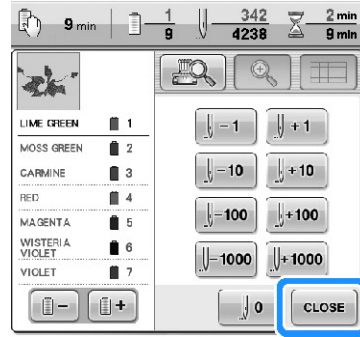 9 min 1 9 342 4238 2 min 9 min
LIME GREEN 1
MOSS GREEN 2
CARMINE 3
RED 4
MAGENTA 5
WISTERIA VIOLET 6
VIOLET 7
-1 +1
-10 +10
-100 +100
-1000 +1000
- + 0 CLOSE